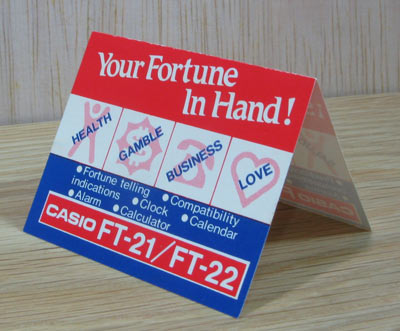 Your Fortune
In Hand!
HEALTH
GAMBLE
BUSINESS
LOVE
• Fortune telling • Compatibility
indications • Clock • Calendar
• Alarm • Calculator
CASIO FT-21/FT-22
CASIO